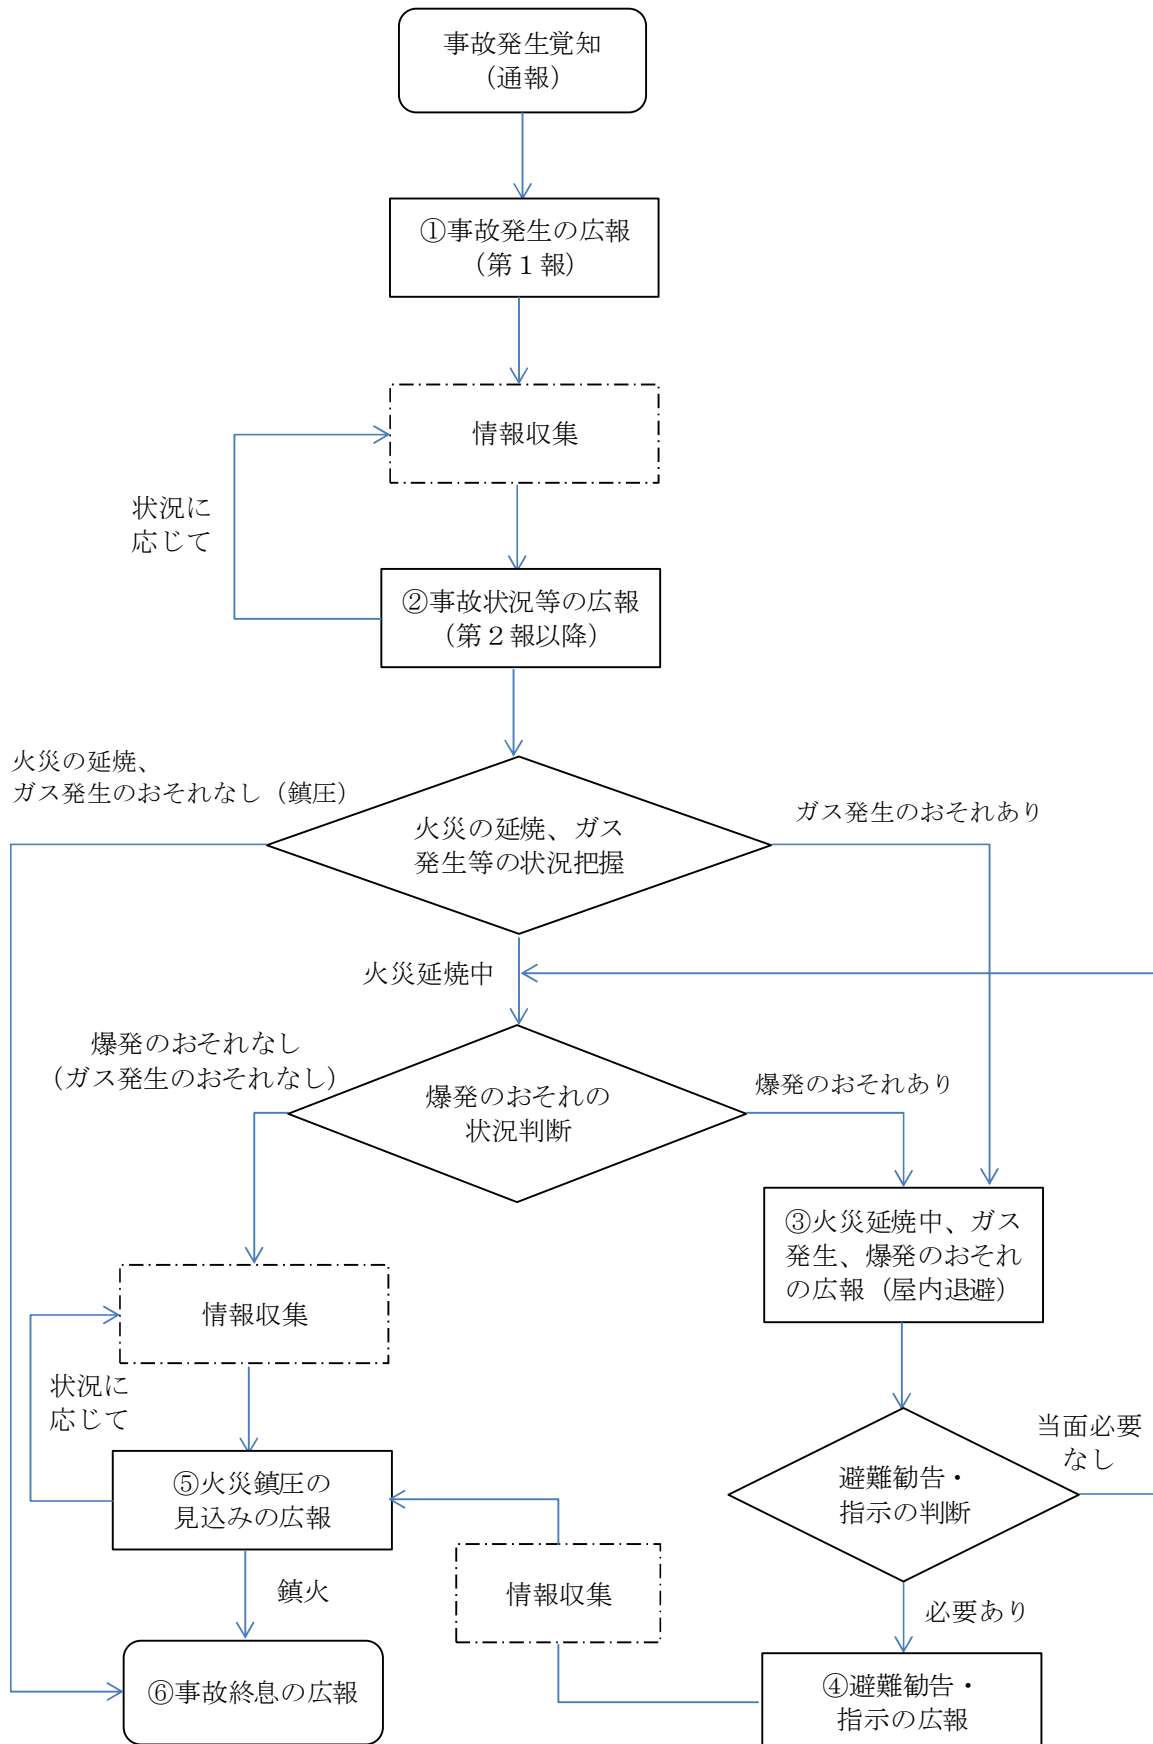 事故発生覚知
（通報）
①事故発生の広報
（第１報）
情報収集
状況に
応じて
②事故状況等の広報
（第２報以降）
火災の延焼、
ガス発生のおそれなし（鎮圧）
ガス発生のおそれあり
火災の延焼、ガス
発生等の状況把握
火災延焼中
爆発のおそれなし
（ガス発生のおそれなし）
爆発のおそれあり
爆発のおそれの
状況判断
③火災延焼中、ガス
発生、爆発のおそれ
の広報（屋内退避）
情報収集
状況に
応じて
当面必要
なし
⑤火災鎮圧の
見込みの広報
避難勧告・
指示の判断
情報収集
鎮火
必要あり
⑥事故終息の広報
④避難勧告・
指示の広報